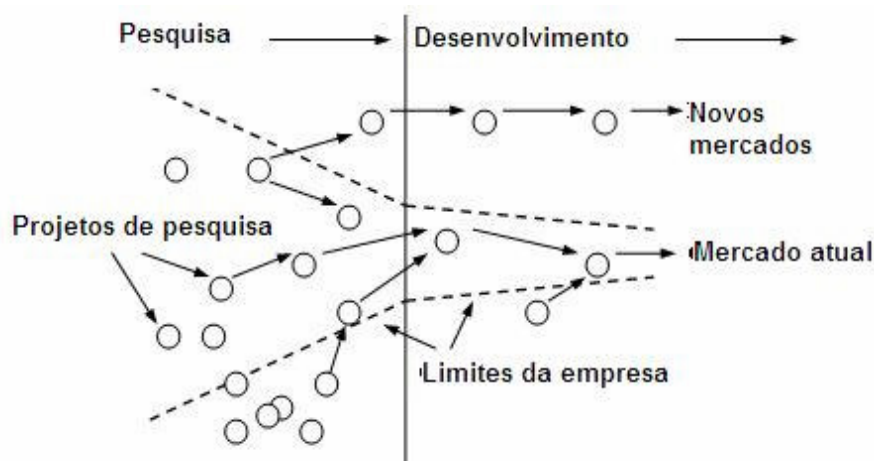 Pesquisa
Desenvolvimento
Novos
mercados
Projetos de pesquisa
Mercado atual
Limites da empresa